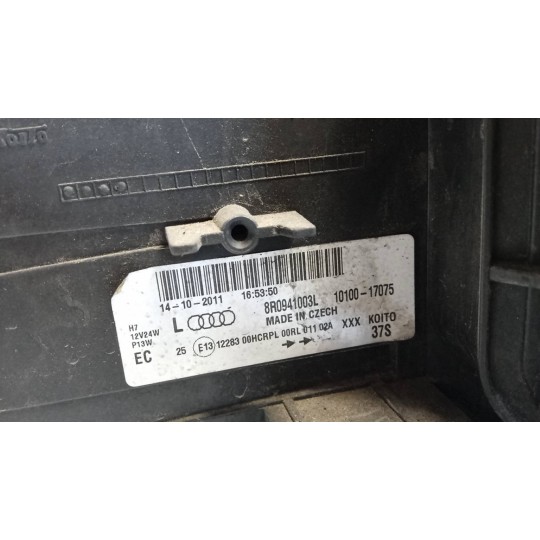 14-10-2011 16:53:50 8R0941003L 10100-17075
H7
12V24W
P13W
L MADE IN CZECH
EC 25 E13 12283 00HCRPL 00RL 011 02A XXX KOITO
37S